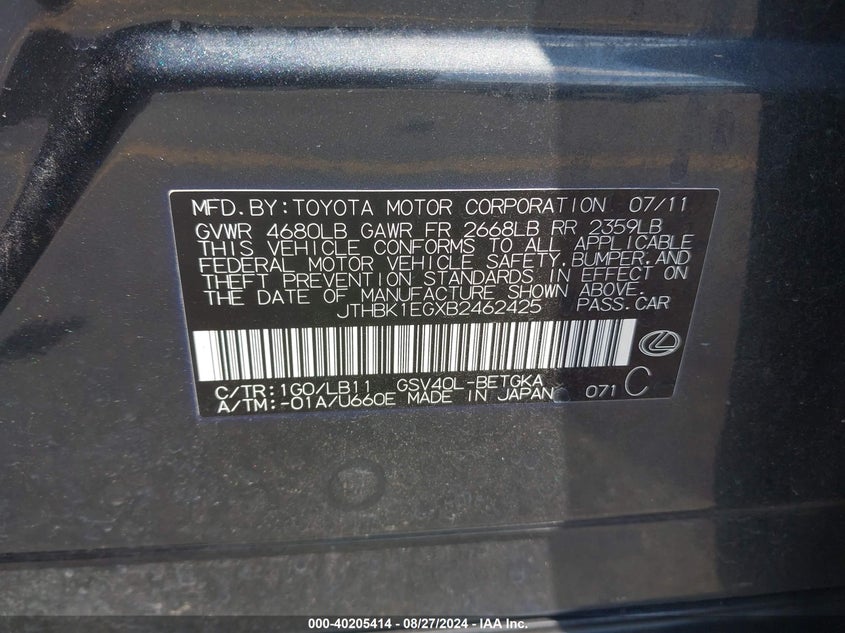 MFD.BY:TOYOTA MOTOR CORPORATION 07/11
GVWR 4680LB GAWR FR 2668LB RR 2359LB
THIS VEHICLE CONFORMS TO ALL APPLICABLE
FEDERAL MOTOR VEHICLE SAFETY,BUMPER,AND
THEFT PREVENTION STANDARDS IN EFFECT ON
THE DATE OF MANUFACTURE SHOWN ABOVE.
JTHBK1EGXB2462425 PASS.CAR
C/TR:1G0/LB11 GSV40L-BETGKA
A/TM:-01A/U660E MADE IN JAPAN 071 C
000-40205414 - 08/27/2024 - IAA Inc.